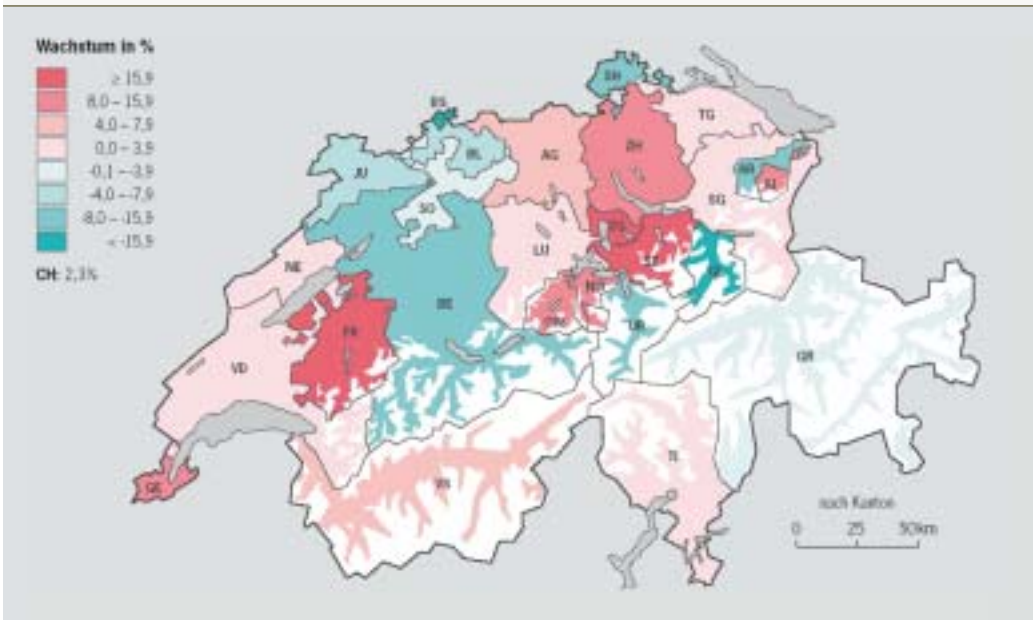 Wachstum in %
≥ 15,9
8,0 – 15,9
4,0 – 7,9
0,0 – 3,9
-0,1 – -3,9
-4,0 – -7,9
-8,0 – -15,9
< -15,9
CH: 2,3%
SH
BS
TG
BL
AG
ZH
JU
AI
SG
SO
LU
NE
BE
UR
FR
GR
VD
TI
VS
GE
nach Kanton
0 25 50km